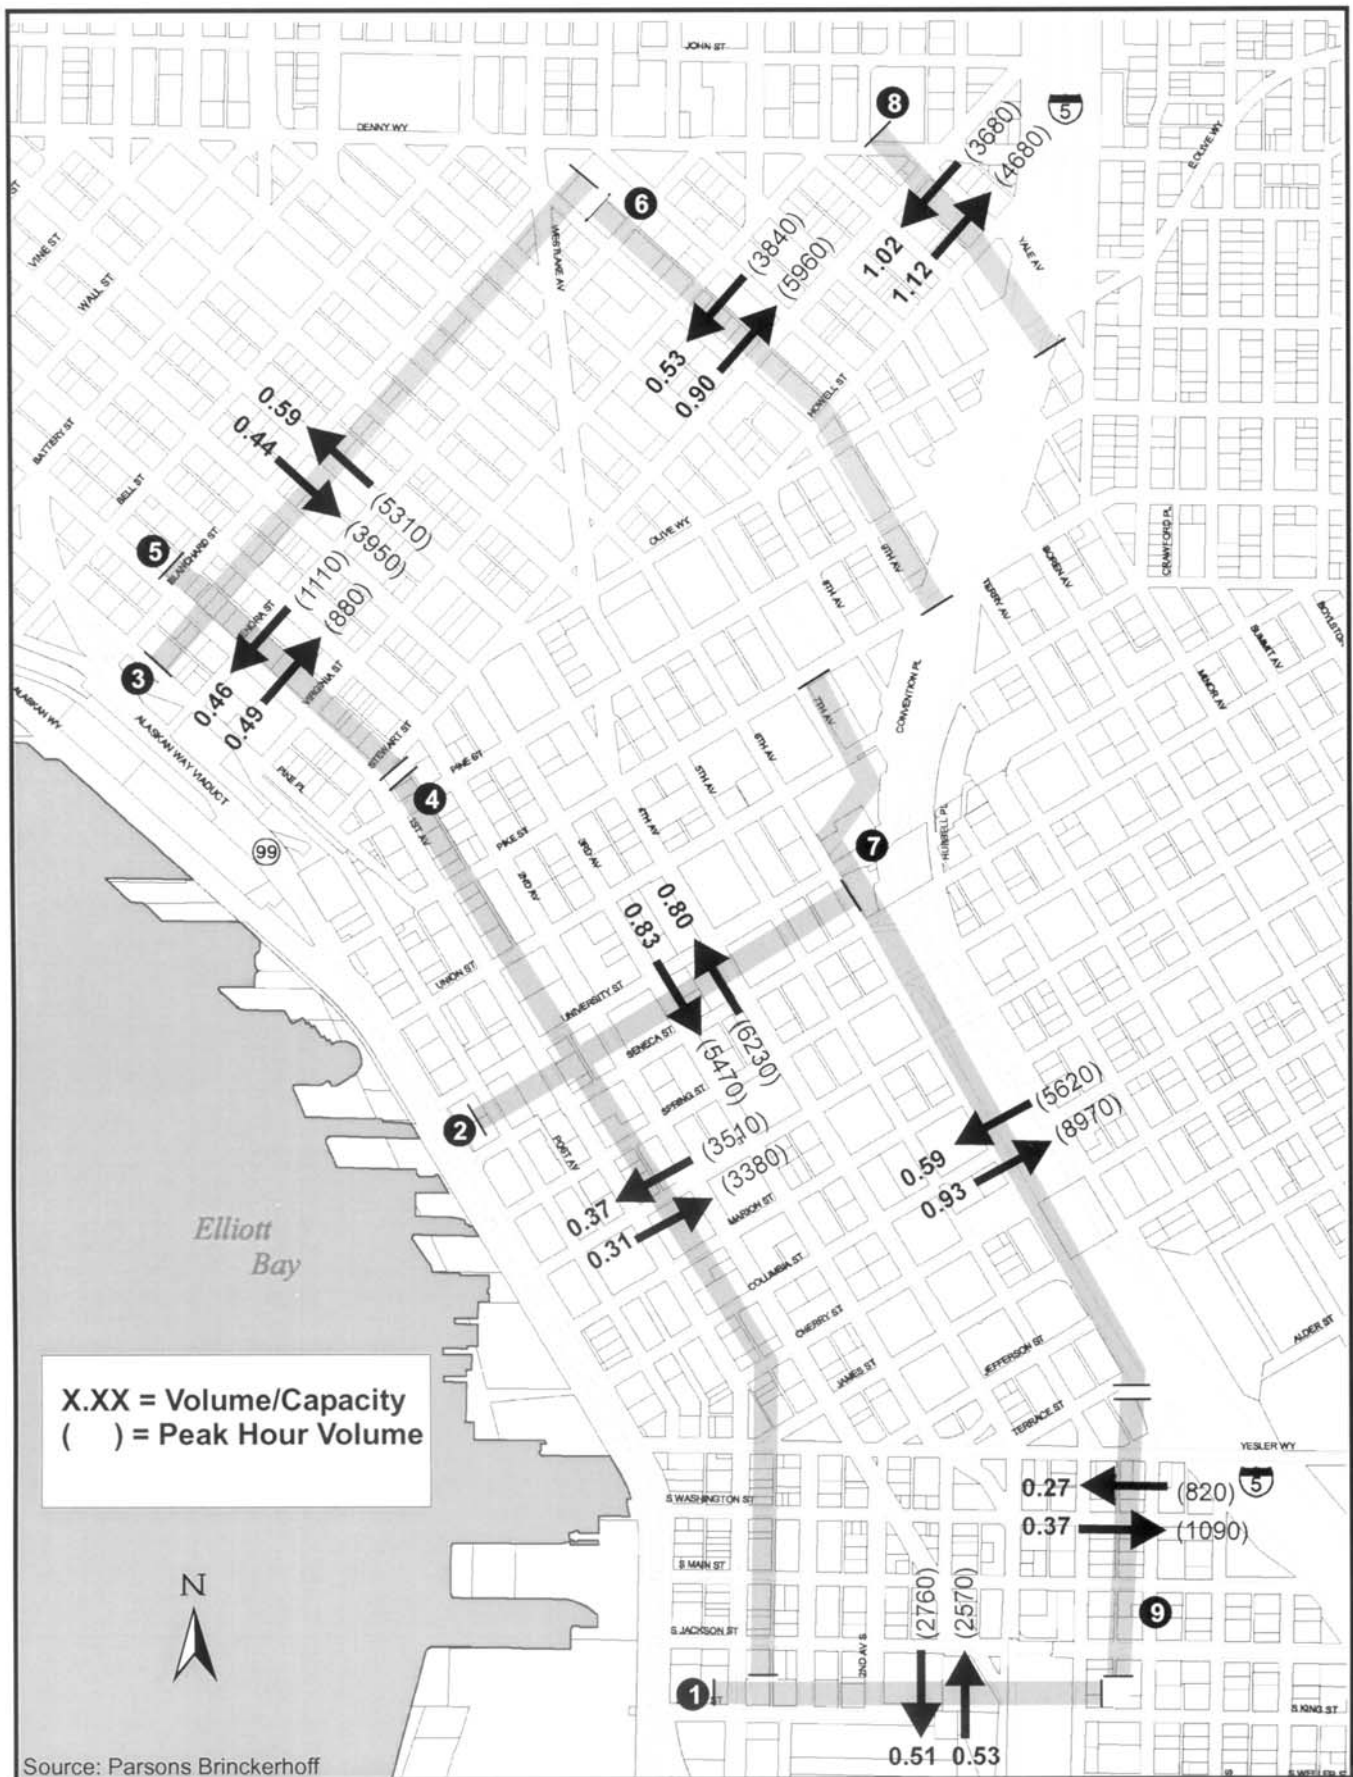 JOHN ST
8
5
(3680)
(4680)
DENNY WY
E OLIVE WY
6
WESTLAKE AV
VINE ST
WALL ST
(3840)
(5960)
1.02
1.12
YALE AV
0.53
0.90
HOWELL ST
0.59
0.44
BATTERY ST
BELL ST
(5310)
(3950)
OLIVE WY
CRAWFORD PL
5
BLANCHARD ST
(1110)
(880)
9TH AV
8TH AV
TERRY AV
BOREN AV
BOYLSTON
SUMMIT AV
MINOR AV
3
VIRGINIA ST
0.46
0.49
ALASKAN WY
ALASKAN WAY VIADUCT
STEWART ST
PINE ST
PIKE PL
7TH AV
CONVENTION PL
6TH AV
5TH AV
4
1ST AV
PIKE ST
4TH AV
3RD AV
2ND AV
99
7
HUBBELL PL
0.80
0.83
UNION ST
UNIVERSITY ST
SENECA ST
(6230)
(5470)
SPRING ST
2
POST AV
(3510)
(3380)
(5620)
(8970)
0.59
0.93
MARION ST
0.37
0.31
Elliott
Bay
COLUMBIA ST
CHERRY ST
JAMES ST
JEFFERSON ST
ALDER ST
TERRACE ST
X.XX = Volume/Capacity
( ) = Peak Hour Volume
YESLER WY
5
0.27
(820)
S WASHINGTON ST
0.37
(1090)
S MAIN ST
N
(2760)
(2570)
9
S JACKSON ST
2ND AV S
1
ST
S KING ST
0.51
0.53
Source: Parsons Brinckerhoff
S